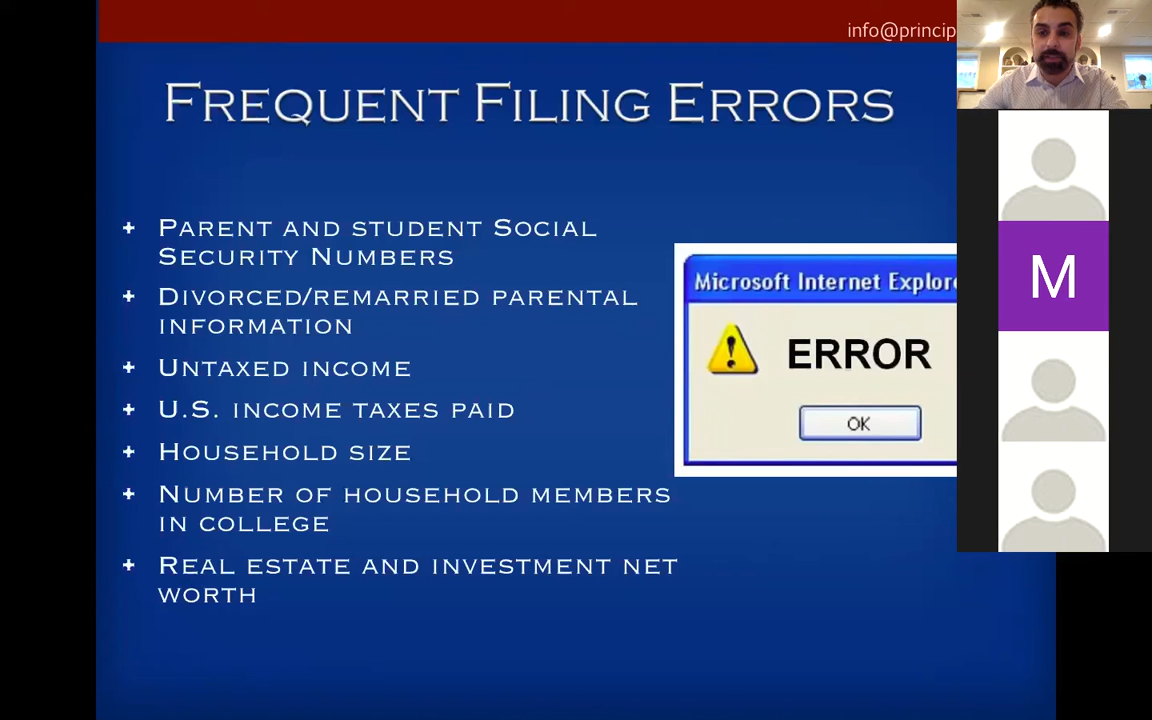 info@princip
Frequent Filing Errors
+ Parent and student Social
Security Numbers
+ Divorced/remarried parental
information
+ Untaxed income
+ U.S. income taxes paid
+ Household size
+ Number of household members
in college
+ Real estate and investment net
worth
Microsoft Internet Explore
ERROR
OK
M